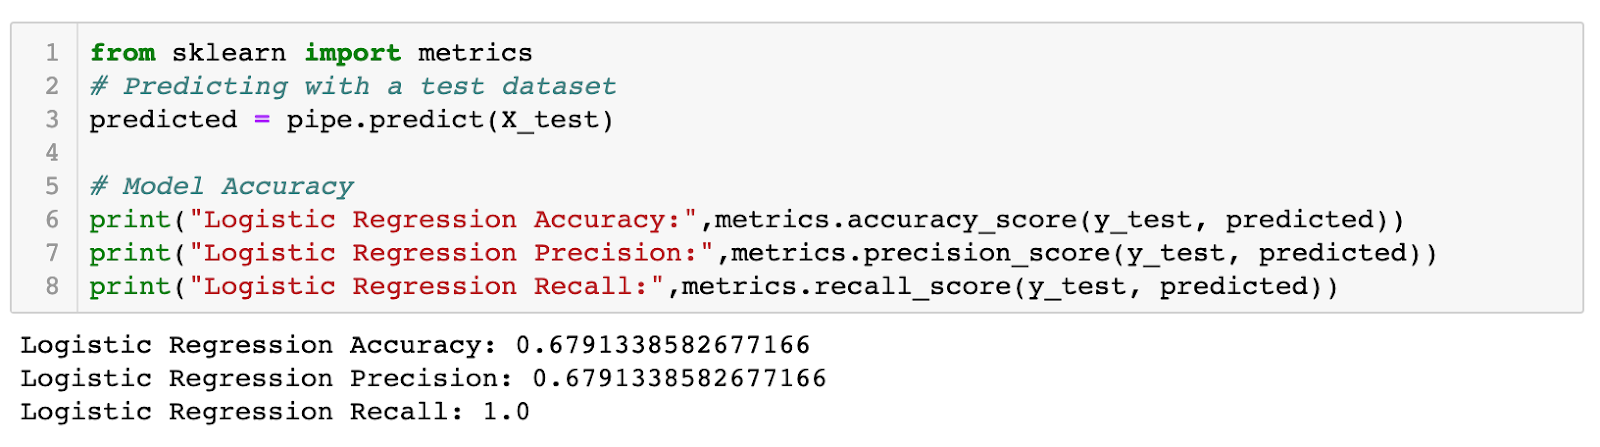 1 from sklearn import metrics
2 # Predicting with a test dataset
3 predicted = pipe.predict(X_test)
4
5 # Model Accuracy
6 print("Logistic Regression Accuracy:",metrics.accuracy_score(y_test, predicted))
7 print("Logistic Regression Precision:",metrics.precision_score(y_test, predicted))
8 print("Logistic Regression Recall:",metrics.recall_score(y_test, predicted))
Logistic Regression Accuracy: 0.6791338582677166
Logistic Regression Precision: 0.6791338582677166
Logistic Regression Recall: 1.0